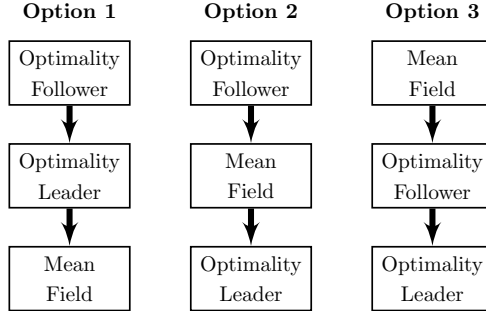 Option 1
Optimality
Follower
Optimality
Leader
Mean
Field
Option 2
Optimality
Follower
Mean
Field
Optimality
Leader
Option 3
Mean
Field
Optimality
Follower
Optimality
Leader